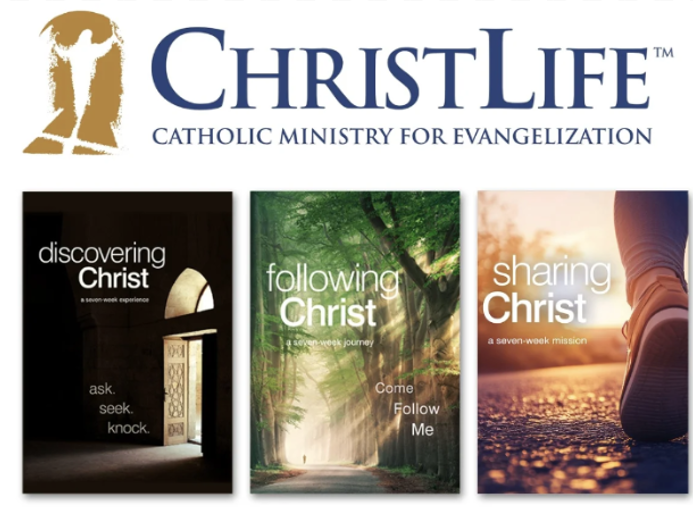 CHRISTLIFE™
CATHOLIC MINISTRY FOR EVANGELIZATION
discovering
Christ
a seven-week experience
ask.
seek.
knock.
following
Christ
a seven-week journey
Come
Follow
Me
sharing
Christ
a seven-week mission